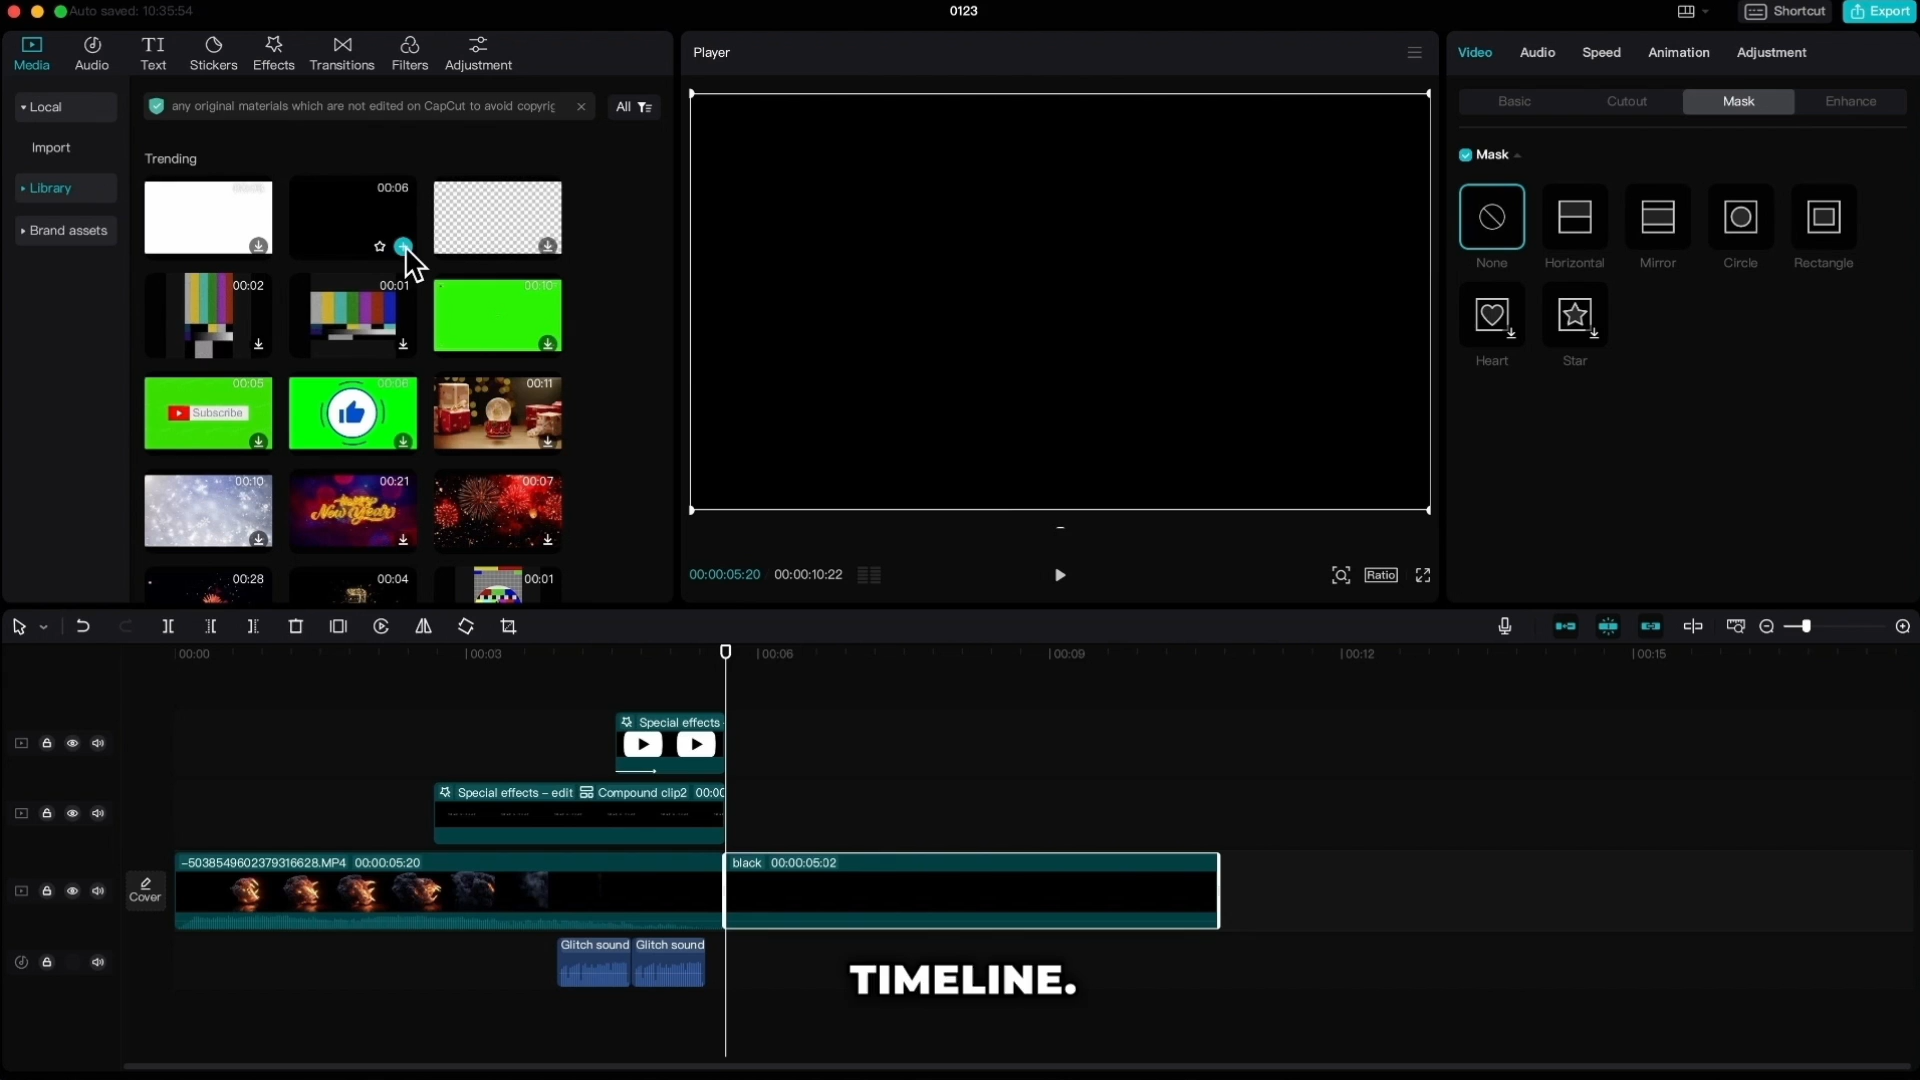 Auto saved: 10:35:54
0123
Shortcut
Export
Media
Audio
Text
Stickers
Effects
Transitions
Filters
Adjustment
Local
Import
Library
Brand assets
any original materials which are not edited on CapCut to avoid copyrig
All
Trending
00:06
00:02
00:01
00:10
00:05
Subscribe
00:06
00:11
00:10
00:21
Happy
New Year
00:07
00:28
00:04
00:01
Player
00:00:05:20
00:00:10:22
Ratio
Video
Audio
Speed
Animation
Adjustment
Basic
Cutout
Mask
Enhance
Mask
None
Horizontal
Mirror
Circle
Rectangle
Heart
Star
00:00
00:03
00:06
00:09
00:12
00:15
Special effects
Special effects – edit
Compound clip2
00:00
-5038549602379316628.MP4 00:00:05:20
black 00:00:05:02
Cover
Glitch sound
Glitch sound
TIMELINE.